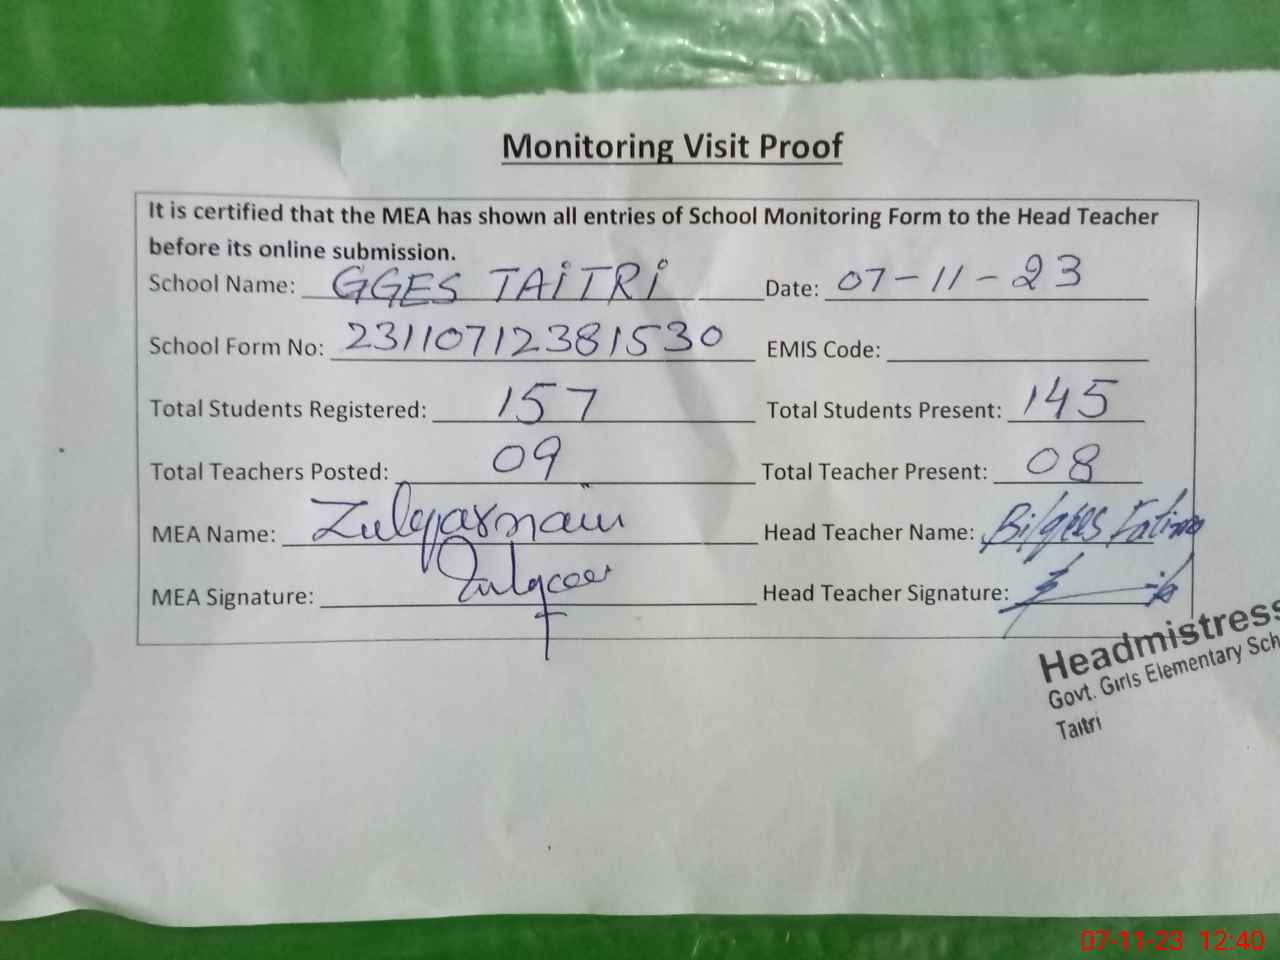 Monitoring Visit Proof
It is certified that the MEA has shown all entries of School Monitoring Form to the Head Teacher
before its online submission.
School Name: GGES TAiTRi Date: 07-11-23
School Form No: 23110712381530 EMIS Code:
Total Students Registered: 157 Total Students Present: 145
Total Teachers Posted: 09 Total Teacher Present: 08
MEA Name: Zulqarnain Head Teacher Name: Bilqees Fatima
MEA Signature: Head Teacher Signature:
Headmistress
Govt. Girls Elementary Sch
Taitri
07-11-23 12:40